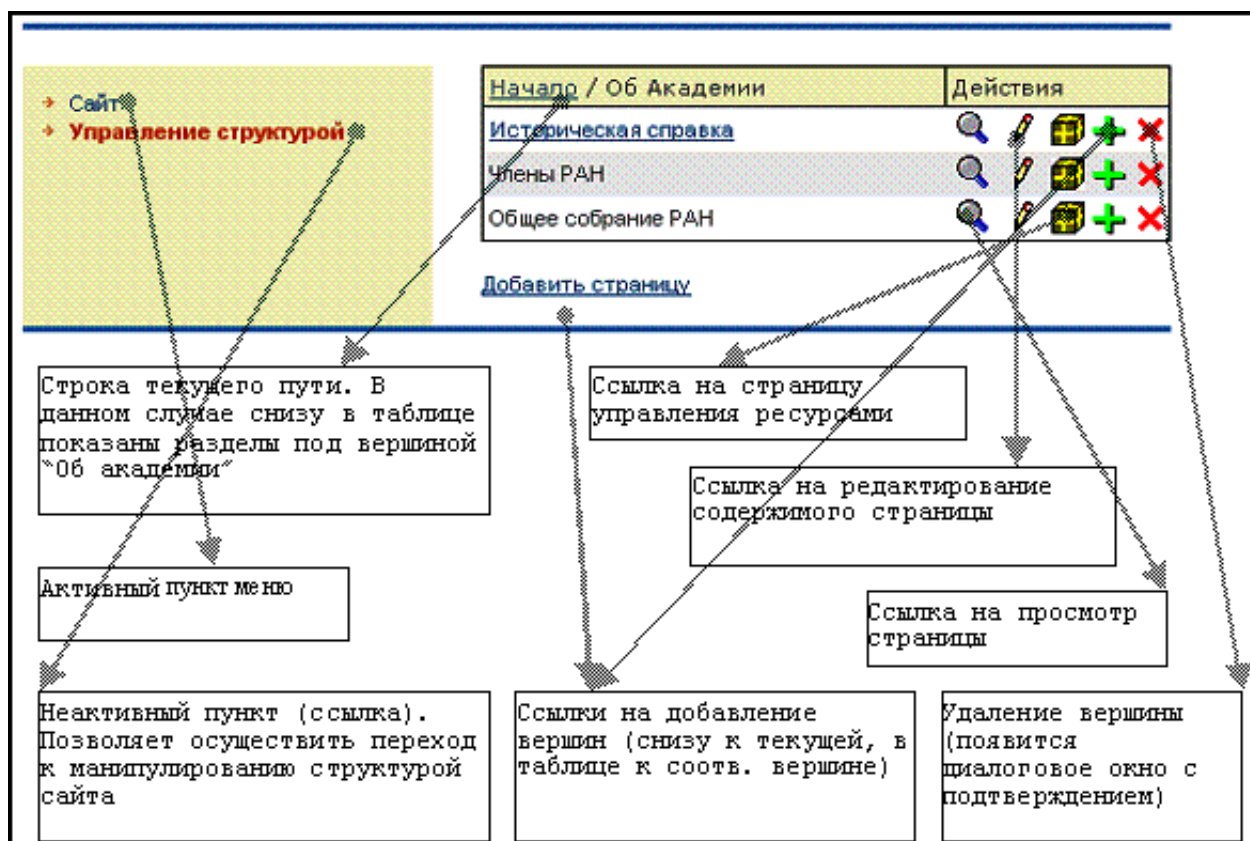 Сайт
Управление структурой
Начало / Об Академии
Действия
Историческая справка
Члены РАН
Общее собрание РАН
Добавить страницу
Строка текущего пути. В
данном случае снизу в таблице
показаны разделы под вершиной
"Об академии"
Ссылка на страницу
управления ресурсами
Ссылка на редактирование
содержимого страницы
Активный пункт меню
Ссылка на просмотр
страницы
Неактивный пункт (ссылка).
Позволяет осуществить переход
к манипулированию структурой
сайта
Ссылки на добавление
вершин (снизу к текущей, в
таблице к соотв. вершине)
Удаление вершины
(появится
диалоговое окно с
подтверждением)